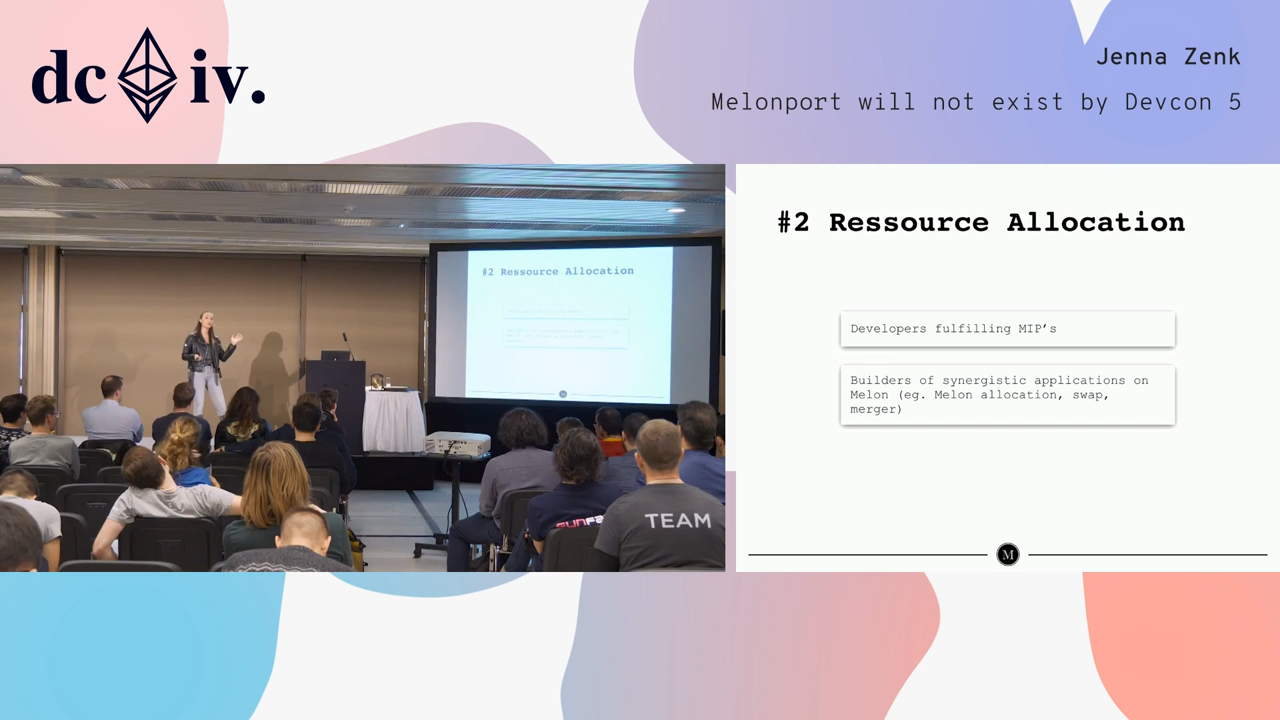 dc iv.
Jenna Zenk
Melonport will not exist by Devcon 5
#2 Ressource Allocation
#2 Ressource Allocation
Developers fulfilling MIP’s
Builders of synergistic applications on
Melon (eg. Melon allocation, swap,
merger)
TEAM
M